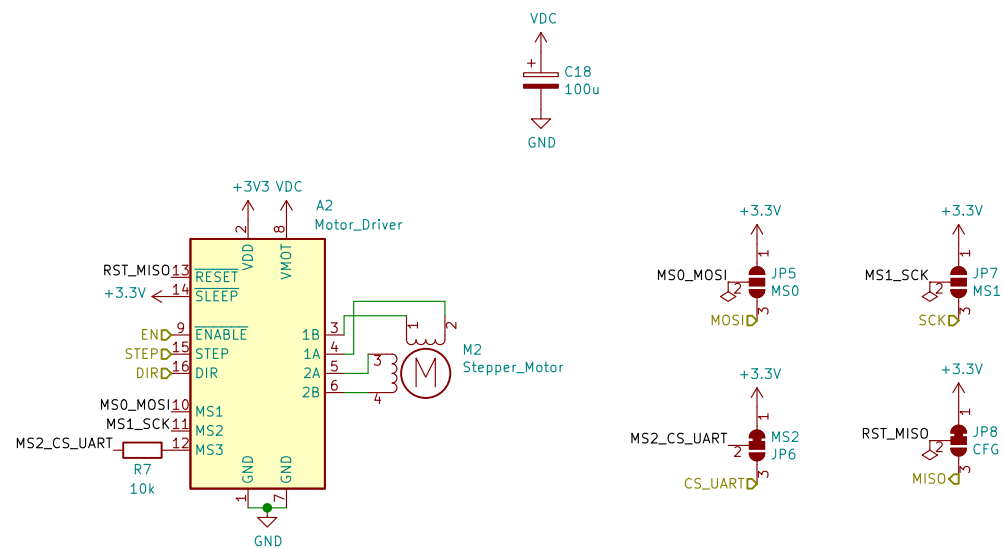 VDC
+
C18
100u
GND
+3V3 VDC
A2
Motor_Driver
2 8
VDD VMOT
RST_MISO 13 RESET
+3.3V 14 SLEEP
EN 9 ENABLE
STEP 15 STEP
DIR 16 DIR
MS0_MOSI 10 MS1
MS1_SCK 11 MS2
MS2_CS_UART 12 MS3
R7
10k
1B 3
1A 4
2A 5
2B 6
1 2
3
4
M
M2
Stepper_Motor
GND GND
1 7
GND
+3.3V
1
MS0_MOSI
2
JP5
MS0
3
MOSI
+3.3V
1
MS1_SCK
2
JP7
MS1
3
SCK
+3.3V
1
MS2_CS_UART
2
MS2
JP6
3
CS_UART
+3.3V
1
RST_MISO
2
JP8
CFG
3
MISO